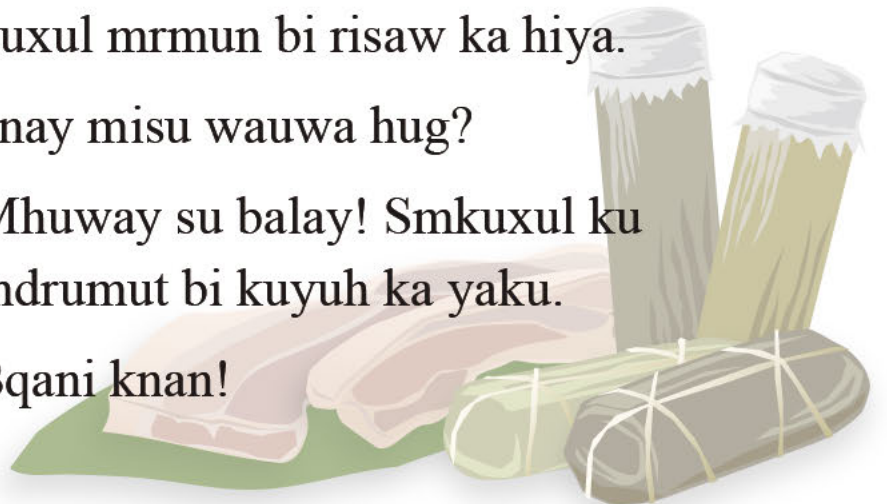 uxul mrmun bi risaw ka hiya.
nay misu wauwa hug?
Mhuway su balay! Smkuxul ku
ndrumut bi kuyuh ka yaku.
Bqani knan!